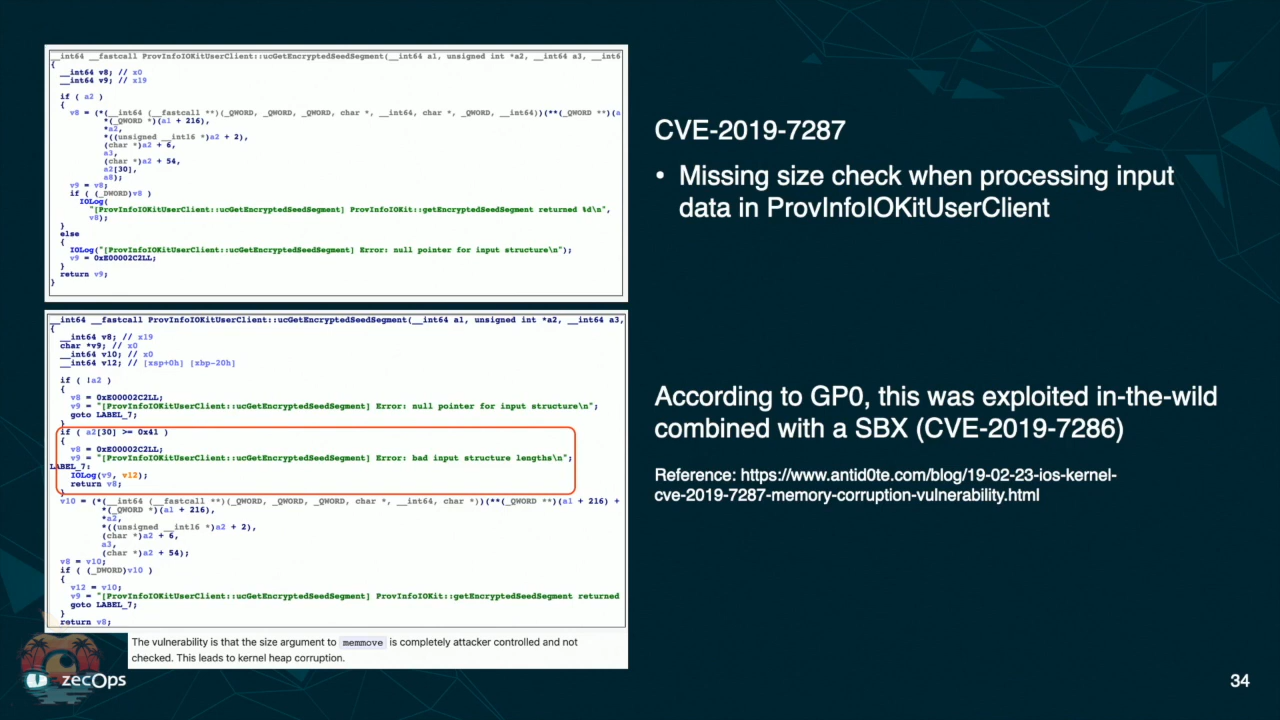 __int64 __fastcall ProvInfoIOKitUserClient::ucGetEncryptedSeedSegment(__int64 a1, unsigned int *a2, __int64 a3, __int6
{
__int64 v8; // x0
__int64 v9; // x19
if ( a2 )
{
v8 = (*(__int64 (__fastcall **)(_QWORD, _QWORD, _QWORD, char *, __int64, char *, _QWORD, __int64))(**(_QWORD **)(a
*(_QWORD *)(a1 + 216),
*a2,
*((unsigned __int16 *)a2 + 2),
(char *)a2 + 6,
a3,
(char *)a2 + 54,
a2[30],
a8);
v9 = v8;
if ( (_DWORD)v8 )
IOLog(
"[ProvInfoIOKitUserClient::ucGetEncryptedSeedSegment] ProvInfoIOKit::getEncryptedSeedSegment returned %d\n",
v8);
}
else
{
IOLog("[ProvInfoIOKitUserClient::ucGetEncryptedSeedSegment] Error: null pointer for input structure\n");
v9 = 0xE00002C2LL;
}
return v9;
}
__int64 __fastcall ProvInfoIOKitUserClient::ucGetEncryptedSeedSegment(__int64 a1, unsigned int *a2, __int64 a3,
{
__int64 v8; // x19
char *v9; // x0
__int64 v10; // x0
__int64 v12; // [xsp+0h] [xbp-20h]
if ( !a2 )
{
v8 = 0xE00002C2LL;
v9 = "[ProvInfoIOKitUserClient::ucGetEncryptedSeedSegment] Error: null pointer for input structure\n";
goto LABEL_7;
}
if ( a2[30] >= 0x41 )
{
v8 = 0xE00002C2LL;
v9 = "[ProvInfoIOKitUserClient::ucGetEncryptedSeedSegment] Error: bad input structure lengths\n";
LABEL_7:
IOLog(v9, v12);
return v8;
}
v10 = (*(__int64 (__fastcall **)(_QWORD, _QWORD, _QWORD, char *, __int64, char *))(**(_QWORD **)(a1 + 216) +
*(_QWORD *)(a1 + 216),
*a2,
*((unsigned __int16 *)a2 + 2),
(char *)a2 + 6,
a3,
(char *)a2 + 54);
v8 = v10;
if ( (_DWORD)v10 )
{
v12 = v10;
v9 = "[ProvInfoIOKitUserClient::ucGetEncryptedSeedSegment] ProvInfoIOKit::getEncryptedSeedSegment returned
goto LABEL_7;
}
return v8;
The vulnerability is that the size argument to memmove is completely attacker controlled and not
checked. This leads to kernel heap corruption.
CVE-2019-7287
• Missing size check when processing input
data in ProvInfoIOKitUserClient
According to GP0, this was exploited in-the-wild
combined with a SBX (CVE-2019-7286)
Reference: https://www.antid0te.com/blog/19-02-23-ios-kernel-
cve-2019-7287-memory-corruption-vulnerability.html
zecOps
34